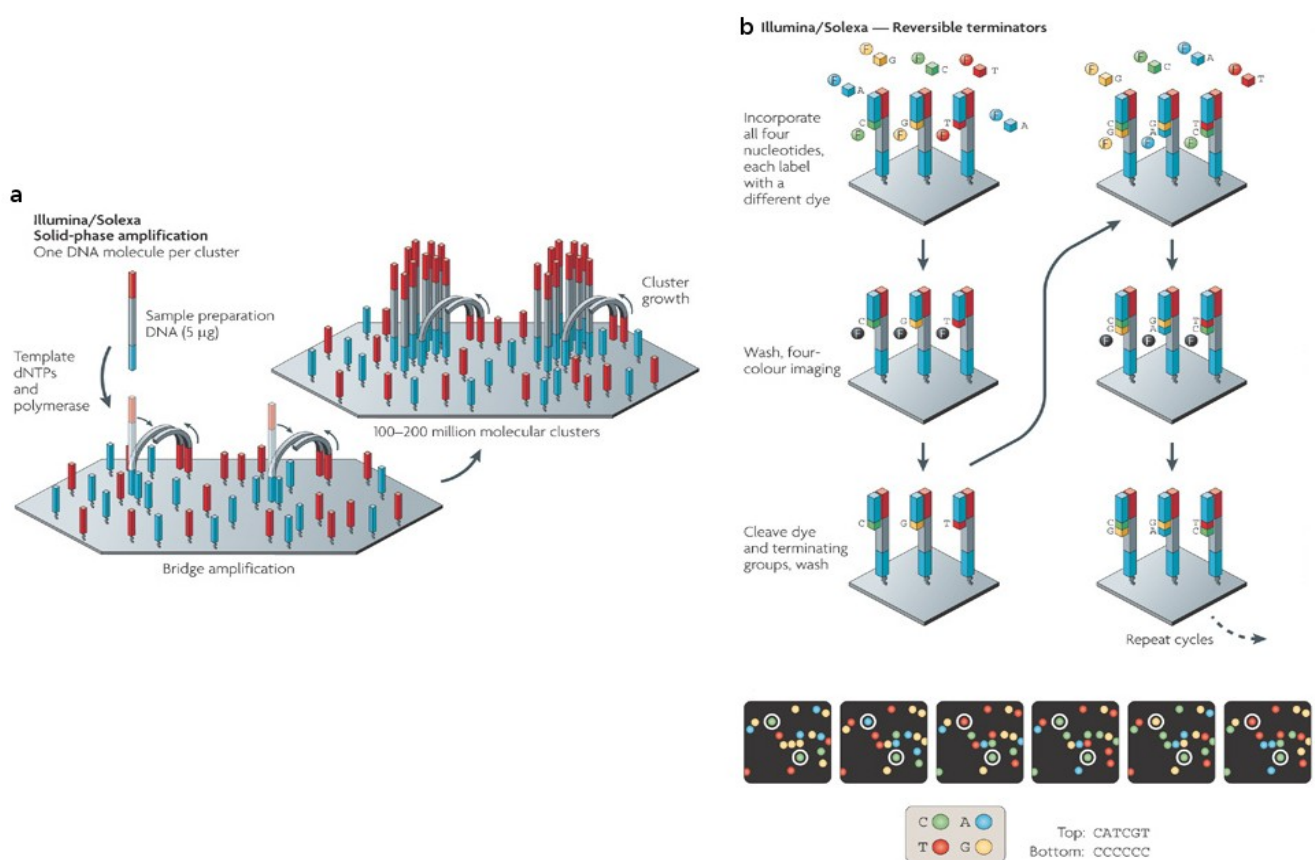 a
Illumina/Solexa
Solid-phase amplification
One DNA molecule per cluster
Sample preparation
DNA (5 µg)
Template
dNTPs
and
polymerase
Bridge amplification
Cluster
growth
100–200 million molecular clusters
b Illumina/Solexa — Reversible terminators
Incorporate
all four
nucleotides,
each label
with a
different dye
F G
F C
F T
F A
F A
C G T
F F F
F G
F C
F A
F T
C G T
G A C
F F F
Wash, four-
colour imaging
C G T
F F F
C G T
G A C
F F F
Cleave dye
and terminating
groups, wash
C G T
C G T
G A C
Repeat cycles
C A
T G
Top: CATCGT
Bottom: CCCCCC